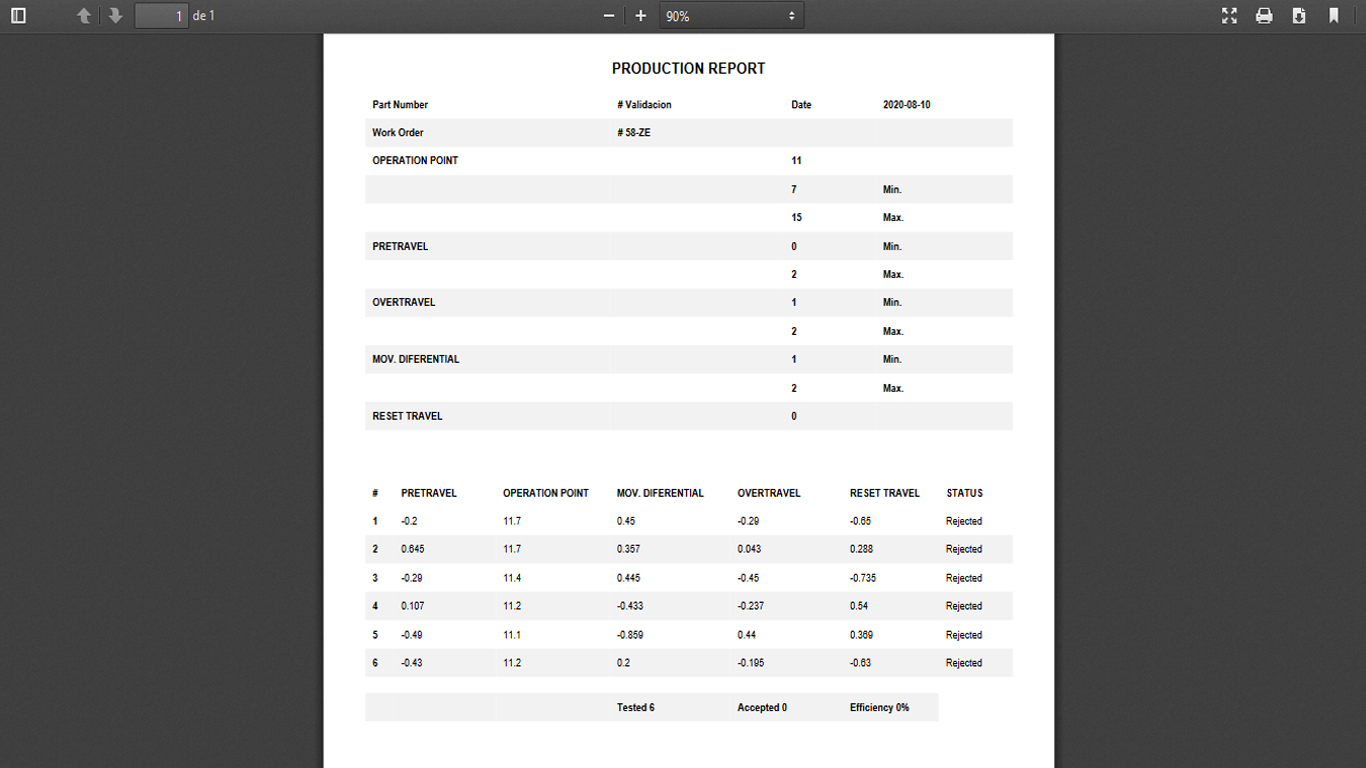 1 de 1 90%
PRODUCTION REPORT
Part Number # Validacion Date 2020-08-10
Work Order # 58-ZE
OPERATION POINT 11
7 Min.
15 Max.
PRETRAVEL 0 Min.
2 Max.
OVERTRAVEL 1 Min.
2 Max.
MOV. DIFERENTIAL 1 Min.
2 Max.
RESET TRAVEL 0
# PRETRAVEL OPERATION POINT MOV. DIFERENTIAL OVERTRAVEL RESET TRAVEL STATUS
1 -0.2 11.7 0.45 -0.29 -0.65 Rejected
2 0.645 11.7 0.357 0.043 0.288 Rejected
3 -0.29 11.4 0.445 -0.45 -0.735 Rejected
4 0.107 11.2 -0.433 -0.237 0.54 Rejected
5 -0.49 11.1 -0.859 0.44 0.369 Rejected
6 -0.43 11.2 0.2 -0.195 -0.63 Rejected
Tested 6 Accepted 0 Efficiency 0%